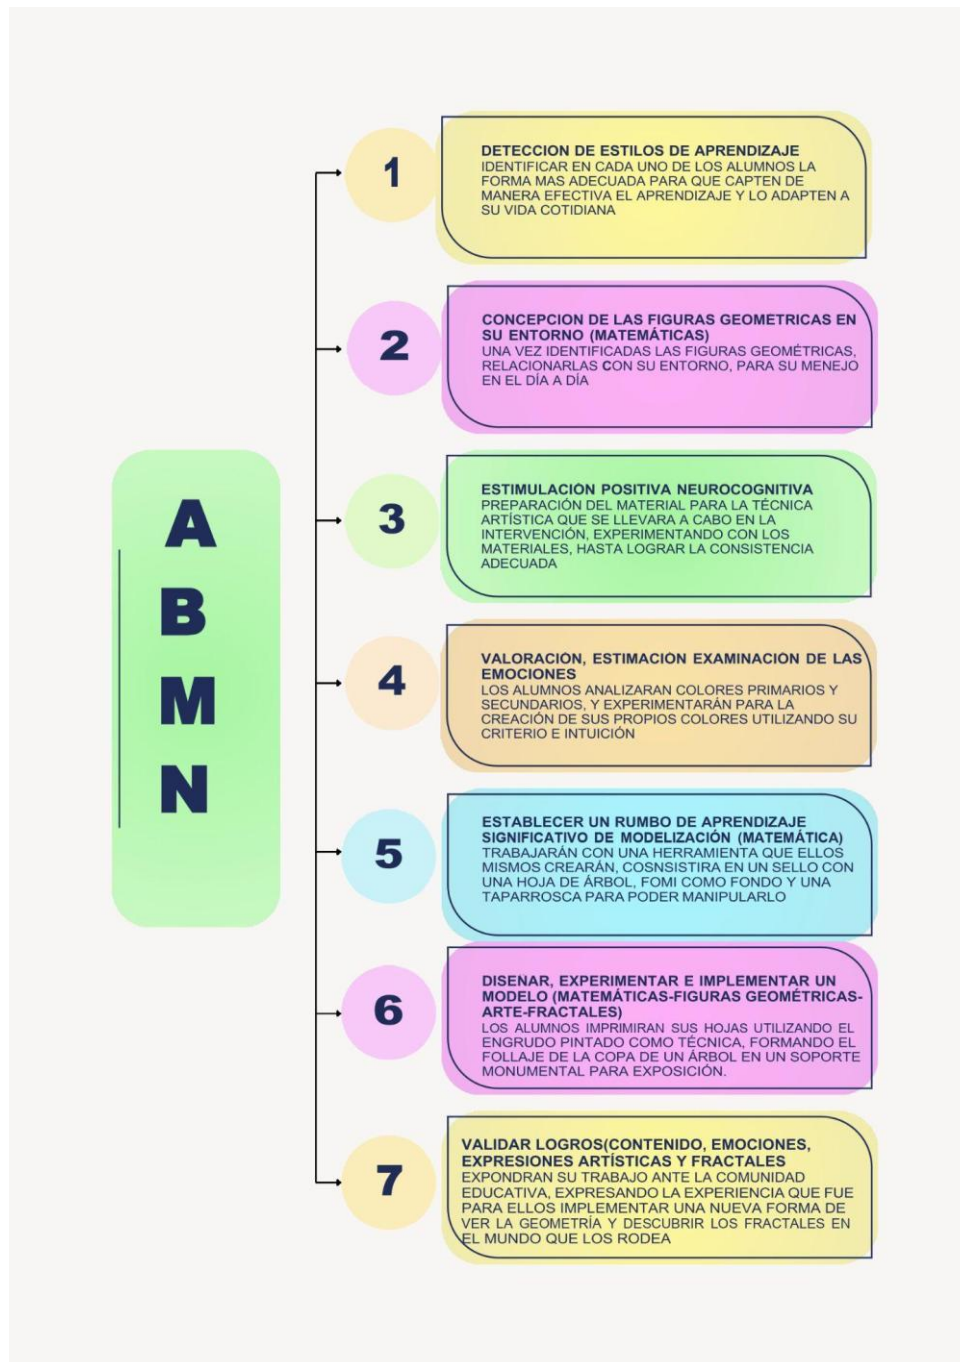 A
B
M
N
1
DETECCION DE ESTILOS DE APRENDIZAJE
IDENTIFICAR EN CADA UNO DE LOS ALUMNOS LA
FORMA MAS ADECUADA PARA QUE CAPTEN DE
MANERA EFECTIVA EL APRENDIZAJE Y LO ADAPTEN A
SU VIDA COTIDIANA
2
CONCEPCION DE LAS FIGURAS GEOMETRICAS EN
SU ENTORNO (MATEMÁTICAS)
UNA VEZ IDENTIFICADAS LAS FIGURAS GEOMÉTRICAS,
RELACIONARLAS CON SU ENTORNO, PARA SU MENEJO
EN EL DÍA A DÍA
3
ESTIMULACIÓN POSITIVA NEUROCOGNITIVA
PREPARACIÓN DEL MATERIAL PARA LA TÉCNICA
ARTÍSTICA QUE SE LLEVARA A CABO EN LA
INTERVENCIÓN, EXPERIMENTANDO CON LOS
MATERIALES, HASTA LOGRAR LA CONSISTENCIA
ADECUADA
4
VALORACIÓN, ESTIMACIÓN EXAMINACIÓN DE LAS
EMOCIONES
LOS ALUMNOS ANALIZARAN COLORES PRIMARIOS Y
SECUNDARIOS, Y EXPERIMENTARÁN PARA LA
CREACIÓN DE SUS PROPIOS COLORES UTILIZANDO SU
CRITERIO E INTUICIÓN
5
ESTABLECER UN RUMBO DE APRENDIZAJE
SIGNIFICATIVO DE MODELIZACIÓN (MATEMÁTICA)
TRABAJARÁN CON UNA HERRAMIENTA QUE ELLOS
MISMOS CREARÁN, COSNSISTIRA EN UN SELLO CON
UNA HOJA DE ÁRBOL, FOMI COMO FONDO Y UNA
TAPARROSCA PARA PODER MANIPULARLO
6
DISEÑAR, EXPERIMENTAR E IMPLEMENTAR UN
MODELO (MATEMÁTICAS-FIGURAS GEOMÉTRICAS-
ARTE-FRACTALES)
LOS ALUMNOS IMPRIMIRAN SUS HOJAS UTILIZANDO EL
ENGRUDO PINTADO COMO TÉCNICA, FORMANDO EL
FOLLAJE DE LA COPA DE UN ÁRBOL EN UN SOPORTE
MONUMENTAL PARA EXPOSICIÓN.
7
VALIDAR LOGROS(CONTENIDO, EMOCIONES,
EXPRESIONES ARTÍSTICAS Y FRACTALES
EXPONDRAN SU TRABAJO ANTE LA COMUNIDAD
EDUCATIVA, EXPRESANDO LA EXPERIENCIA QUE FUE
PARA ELLOS IMPLEMENTAR UNA NUEVA FORMA DE
VER LA GEOMETRÍA Y DESCUBRIR LOS FRACTALES EN
EL MUNDO QUE LOS RODEA